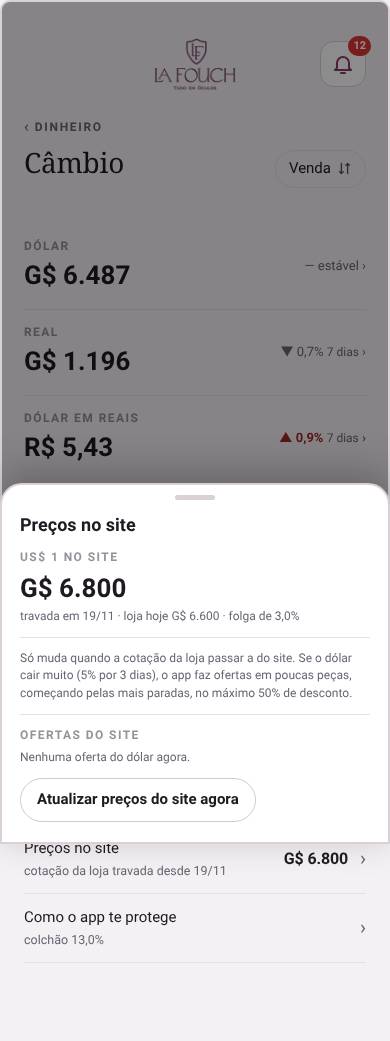 LF
LA FOUCH
TUDO EM ÓCULOS
12
‹ DINHEIRO
Câmbio
Venda ↓↑
DÓLAR
G$ 6.487
— estável ›
REAL
G$ 1.196
▼ 0,7% 7 dias ›
DÓLAR EM REAIS
R$ 5,43
▲ 0,9% 7 dias ›
Preços no site
US$ 1 NO SITE
G$ 6.800
travada em 19/11 · loja hoje G$ 6.600 · folga de 3,0%
Só muda quando a cotação da loja passar a do site. Se o dólar
cair muito (5% por 3 dias), o app faz ofertas em poucas peças,
começando pelas mais paradas, no máximo 50% de desconto.
OFERTAS DO SITE
Nenhuma oferta do dólar agora.
Atualizar preços do site agora
Preços no site
cotação da loja travada desde 19/11
G$ 6.800 ›
Como o app te protege
colchão 13,0%
›